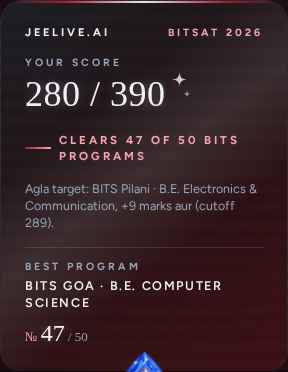 JEELIVE.AI
BITSAT 2026
YOUR SCORE
280 / 390
CLEARS 47 OF 50 BITS
PROGRAMS
Agla target: BITS Pilani · B.E. Electronics &
Communication, +9 marks aur (cutoff
289).
BEST PROGRAM
BITS GOA · B.E. COMPUTER
SCIENCE
№ 47 / 50